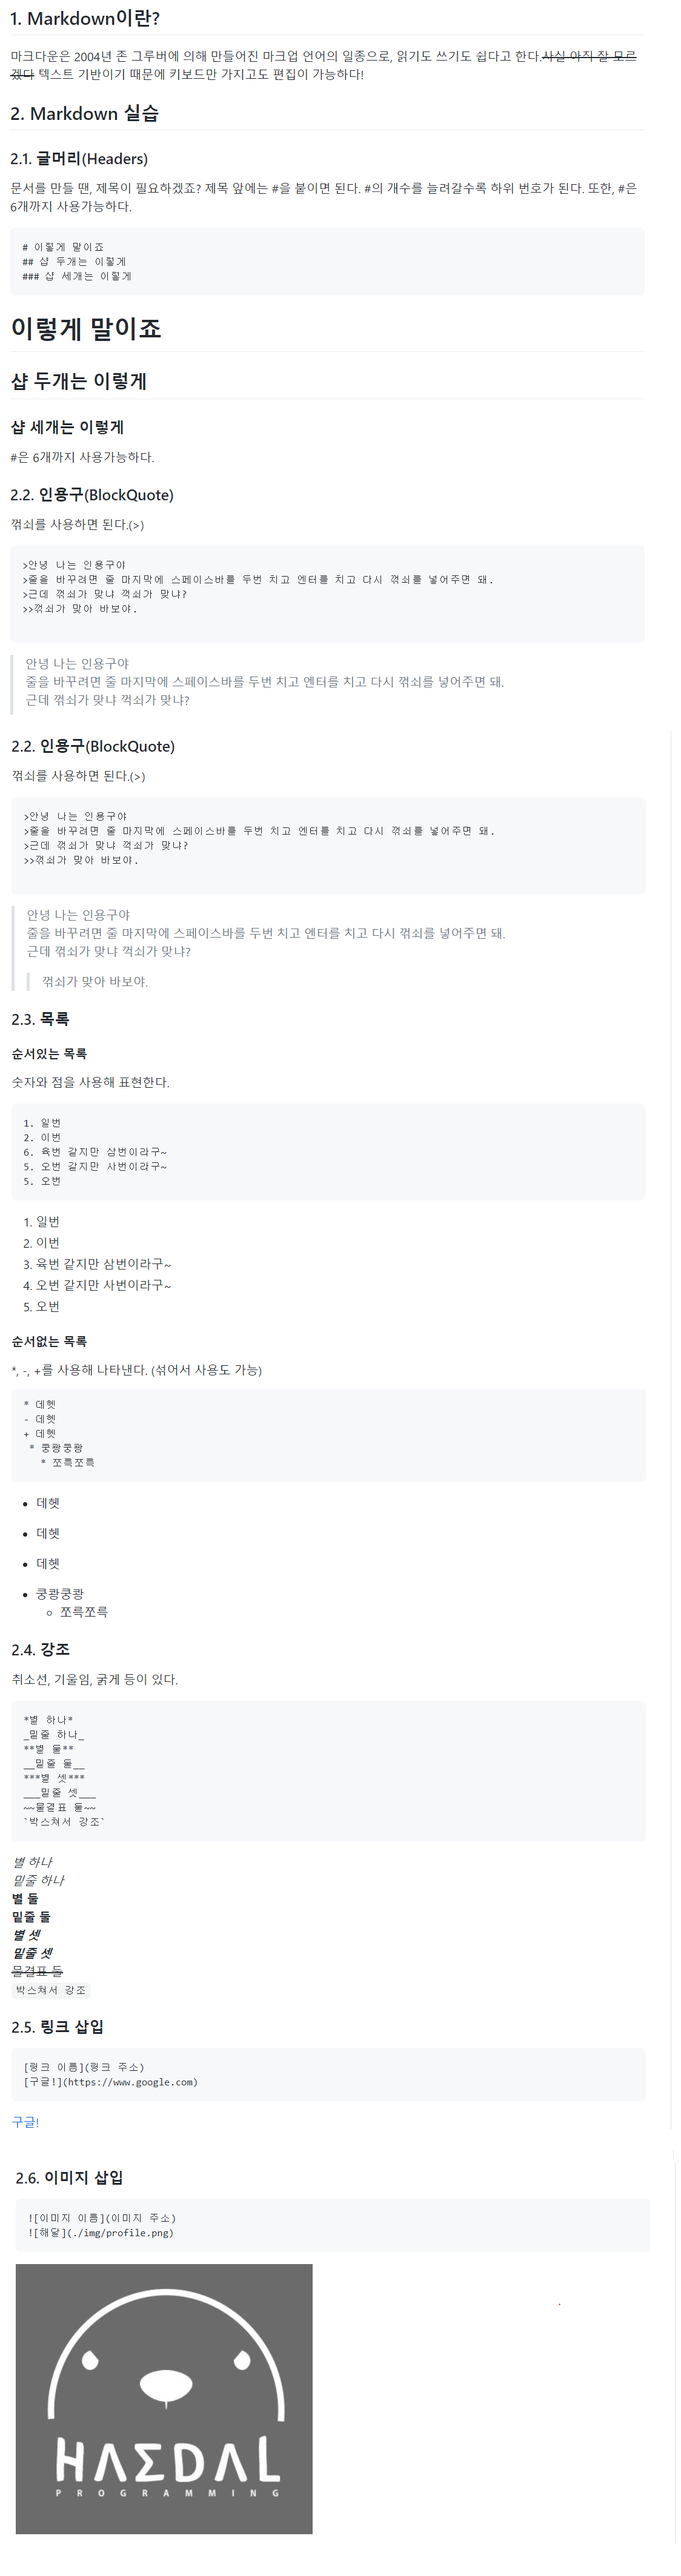 1. Markdown이란?
마크다운은 2004년 존 그루버에 의해 만들어진 마크업 언어의 일종으로, 읽기도 쓰기도 쉽다고 한다.사실 아직 잘 모르
겠다 텍스트 기반이기 때문에 키보드만 가지고도 편집이 가능하다!
2. Markdown 실습
2.1. 글머리(Headers)
문서를 만들 땐, 제목이 필요하겠죠? 제목 앞에는 #을 붙이면 된다. #의 개수를 늘려갈수록 하위 번호가 된다. 또한, #은
6개까지 사용가능하다.
# 이렇게 말이죠
## 샵 두개는 이렇게
### 샵 세개는 이렇게
이렇게 말이죠
샵 두개는 이렇게
샵 세개는 이렇게
#은 6개까지 사용가능하다.
2.2. 인용구(BlockQuote)
꺾쇠를 사용하면 된다.(>)
>안녕 나는 인용구야
>줄을 바꾸려면 줄 마지막에 스페이스바를 두번 치고 엔터를 치고 다시 꺾쇠를 넣어주면 돼.
>근데 꺾쇠가 맞냐 꺽쇠가 맞냐?
>>꺾쇠가 맞아 바보야.
안녕 나는 인용구야
줄을 바꾸려면 줄 마지막에 스페이스바를 두번 치고 엔터를 치고 다시 꺾쇠를 넣어주면 돼.
근데 꺾쇠가 맞냐 꺽쇠가 맞냐?
2.2. 인용구(BlockQuote)
꺾쇠를 사용하면 된다.(>)
>안녕 나는 인용구야
>줄을 바꾸려면 줄 마지막에 스페이스바를 두번 치고 엔터를 치고 다시 꺾쇠를 넣어주면 돼.
>근데 꺾쇠가 맞냐 꺽쇠가 맞냐?
>>꺾쇠가 맞아 바보야.
안녕 나는 인용구야
줄을 바꾸려면 줄 마지막에 스페이스바를 두번 치고 엔터를 치고 다시 꺾쇠를 넣어주면 돼.
근데 꺾쇠가 맞냐 꺽쇠가 맞냐?
꺾쇠가 맞아 바보야.
2.3. 목록
순서있는 목록
숫자와 점을 사용해 표현한다.
1. 일번
2. 이번
6. 육번 같지만 삼번이라구~
5. 오번 같지만 사번이라구~
5. 오번
1. 일번
2. 이번
3. 육번 같지만 삼번이라구~
4. 오번 같지만 사번이라구~
5. 오번
순서없는 목록
*, -, +를 사용해 나타낸다. (섞어서 사용도 가능)
* 데헷
- 데헷
+ 데헷
* 쿵쾅쿵쾅
* 쪼륵쪼륵
• 데헷
• 데헷
• 데헷
• 쿵쾅쿵쾅
◦ 쪼륵쪼륵
2.4. 강조
취소선, 기울임, 굵게 등이 있다.
*별 하나*
_밑줄 하나_
**별 둘**
__밑줄 둘__
***별 셋***
___밑줄 셋___
~~물결표 둘~~
`박스쳐서 강조`
별 하나
밑줄 하나
별 둘
밑줄 둘
별 셋
밑줄 셋
물결표 둘
박스쳐서 강조
2.5. 링크 삽입
[링크 이름](링크 주소)
[구글!](https://www.google.com)
구글!
2.6. 이미지 삽입
![이미지 이름](이미지 주소)
![해달](./img/profile.png)
HAΣDAL
PROGRAMMING